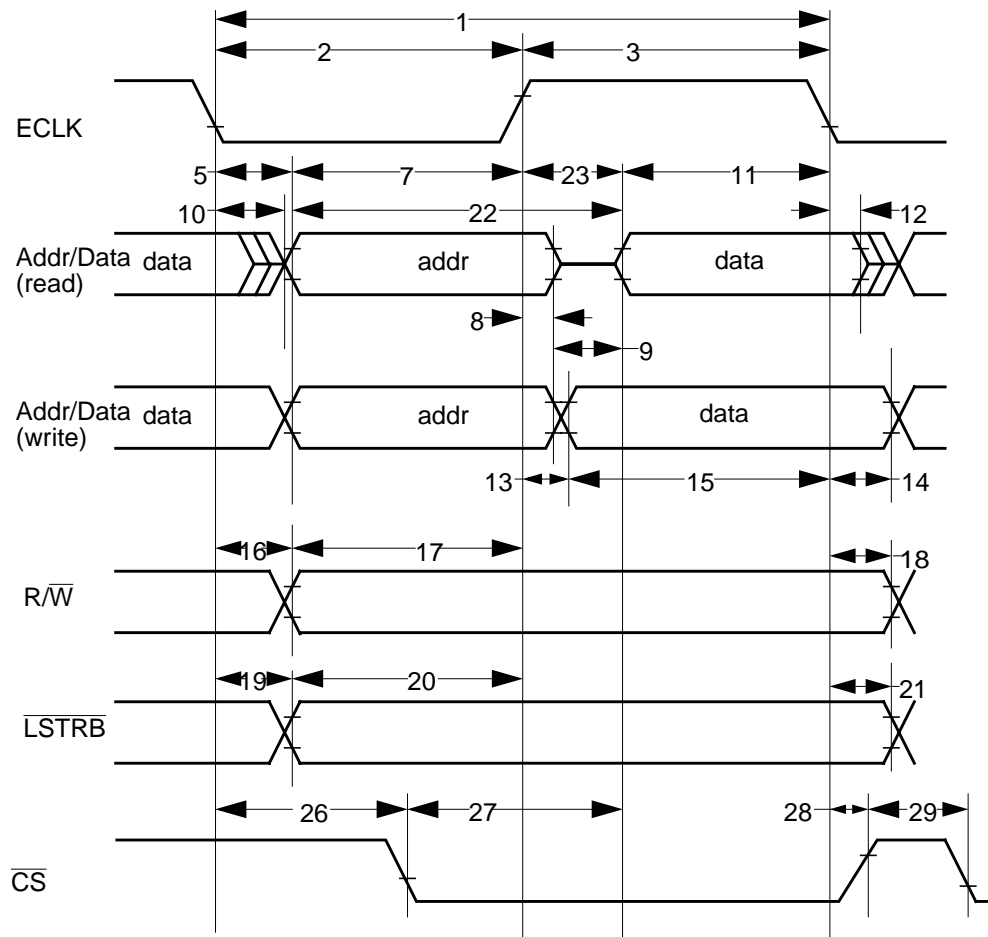 1
2 3
ECLK
5 7 23 11
10 22 12
Addr/Data
(read)
data addr data
8
9
Addr/Data
(write)
data addr data
13 15 14
16 17 18
R/W̅
19 20 21
L̅S̅T̅R̅B̅
26 27 28 29
C̅S̅